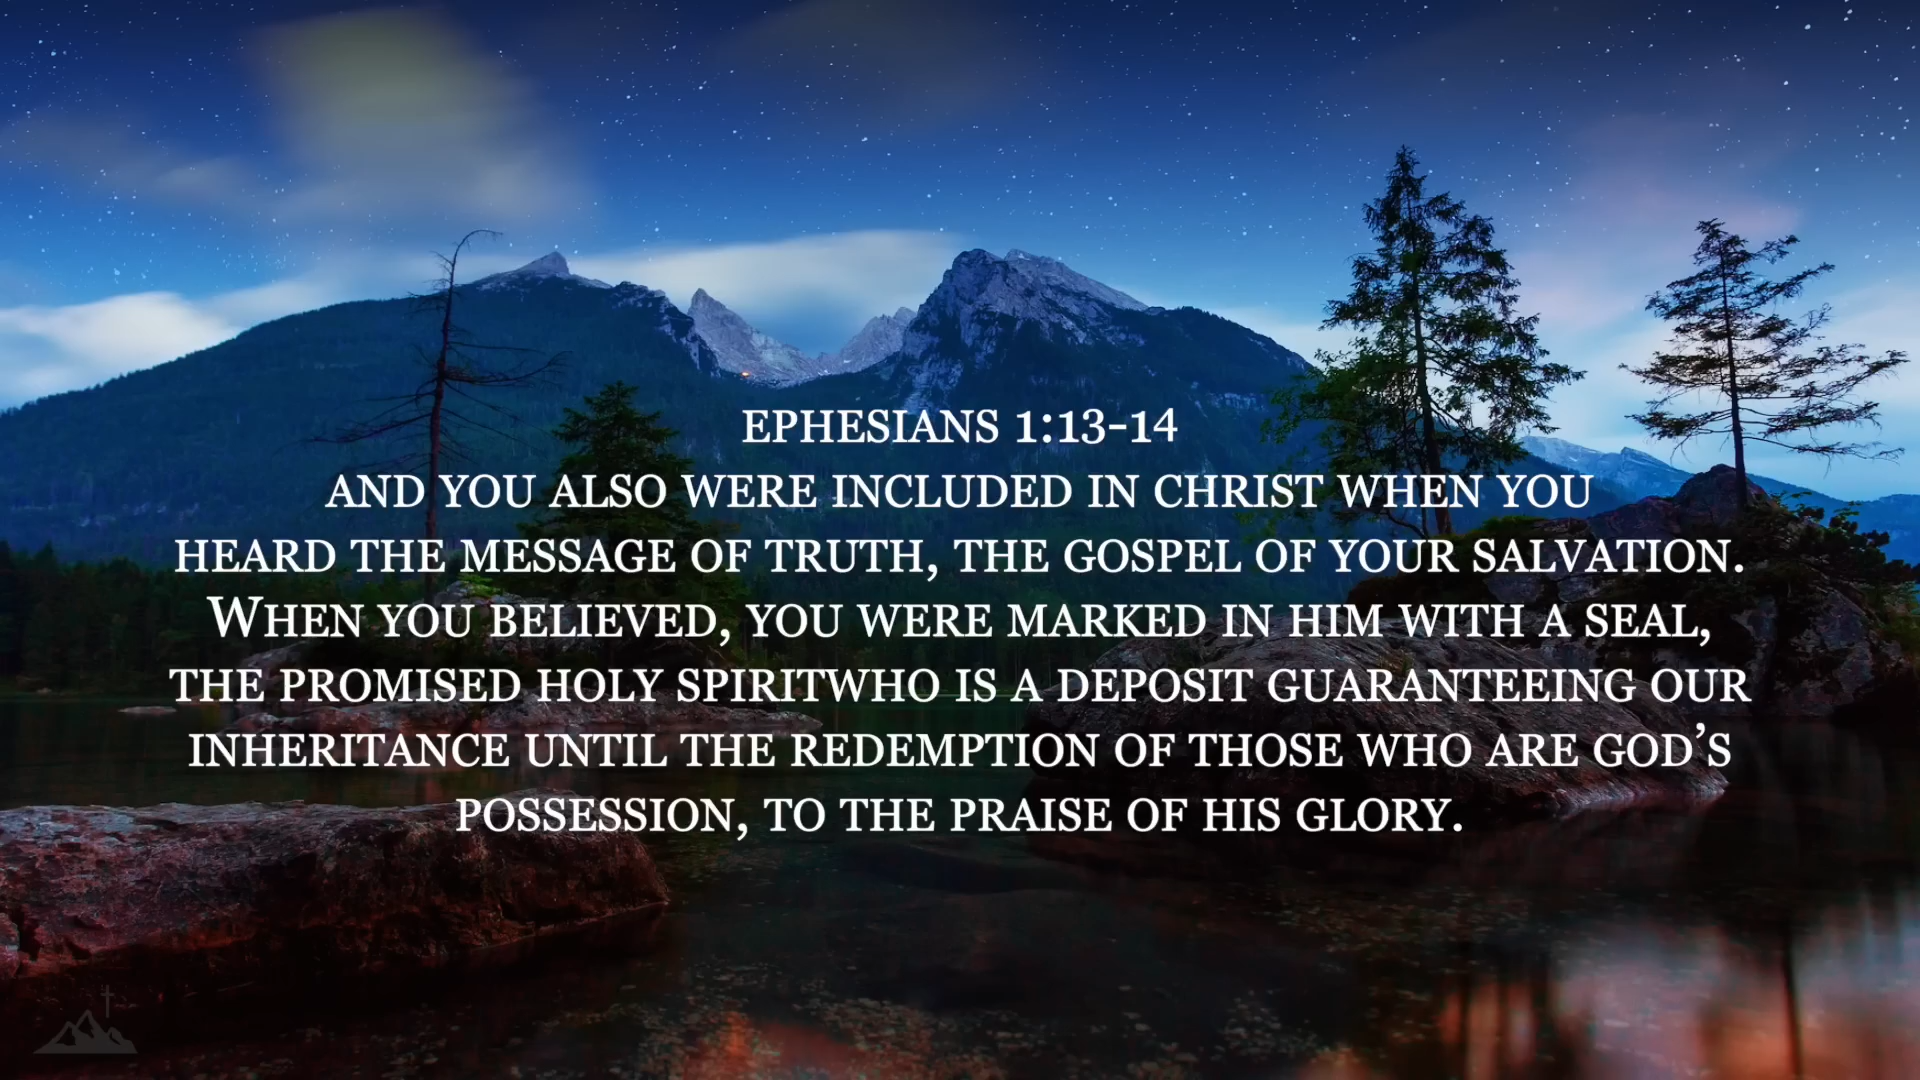 EPHESIANS 1:13-14
AND YOU ALSO WERE INCLUDED IN CHRIST WHEN YOU
HEARD THE MESSAGE OF TRUTH, THE GOSPEL OF YOUR SALVATION.
WHEN YOU BELIEVED, YOU WERE MARKED IN HIM WITH A SEAL,
THE PROMISED HOLY SPIRITWHO IS A DEPOSIT GUARANTEEING OUR
INHERITANCE UNTIL THE REDEMPTION OF THOSE WHO ARE GOD’S
POSSESSION, TO THE PRAISE OF HIS GLORY.